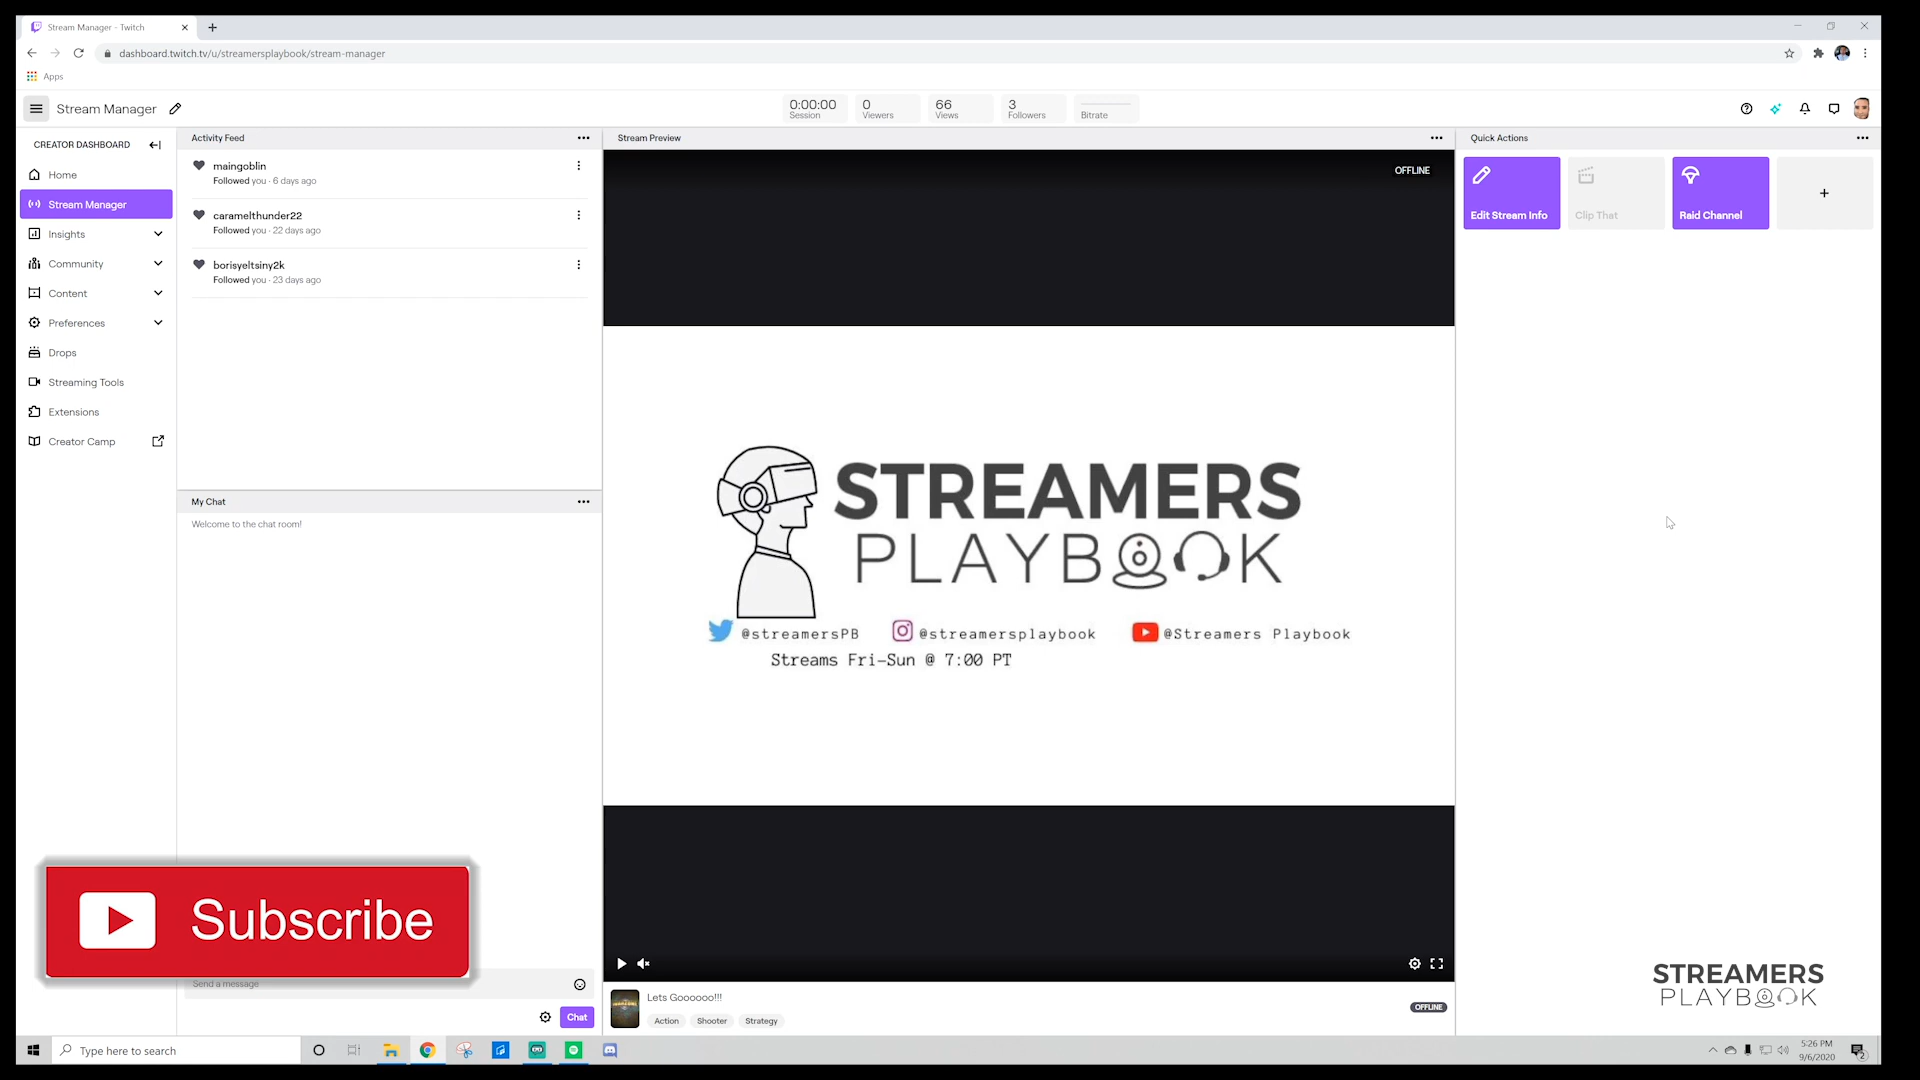 Stream Manager - Twitch
dashboard.twitch.tv/u/streamersplaybook/stream-manager
Apps
Stream Manager
0:00:00
Session
0
Viewers
66
Views
3
Followers
Bitrate
CREATOR DASHBOARD
Home
Stream Manager
Insights
Community
Content
Preferences
Drops
Streaming Tools
Extensions
Creator Camp
Activity Feed
maingoblin
Followed you · 6 days ago
caramelthunder22
Followed you · 22 days ago
borisyeltsiny2k
Followed you · 23 days ago
My Chat
Welcome to the chat room!
Subscribe
Send a message
Chat
Stream Preview
OFFLINE
STREAMERS
PLAYBOOK
@streamersPB @streamersplaybook @Streamers Playbook
Streams Fri-Sun @ 7:00 PT
Lets Goooooo!!!
Action Shooter Strategy
OFFLINE
Quick Actions
Edit Stream Info
Clip That
Raid Channel
+
STREAMERS
PLAYBOOK
Type here to search
5:26 PM
9/6/2020
2